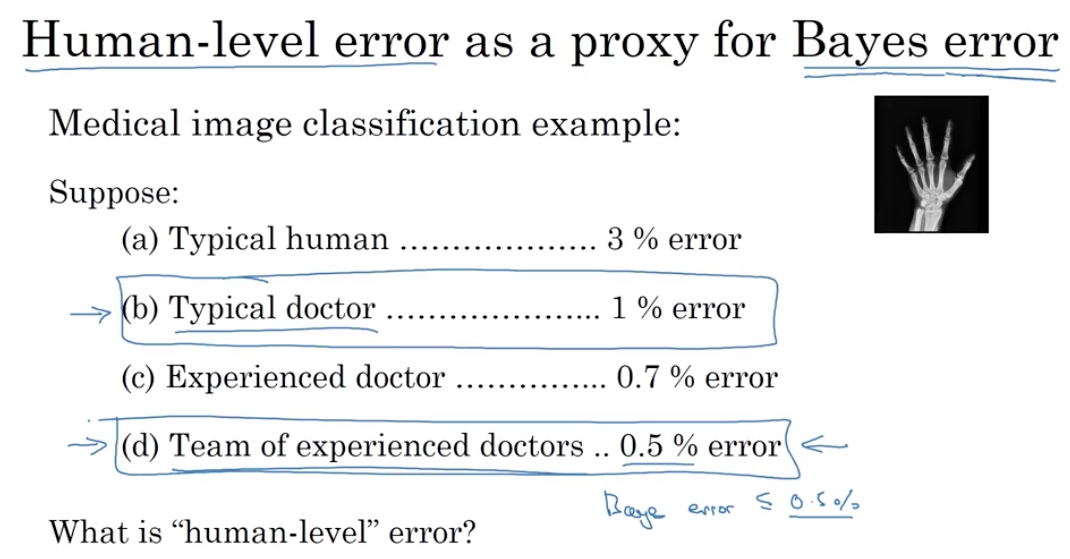 Human-level error as a proxy for Bayes error
Medical image classification example:
Suppose:
(a) Typical human ................... 3 % error
(b) Typical doctor ..................... 1 % error
(c) Experienced doctor ............... 0.7 % error
(d) Team of experienced doctors .. 0.5 % error
Baye error ≤ 0.5%
What is “human-level” error?